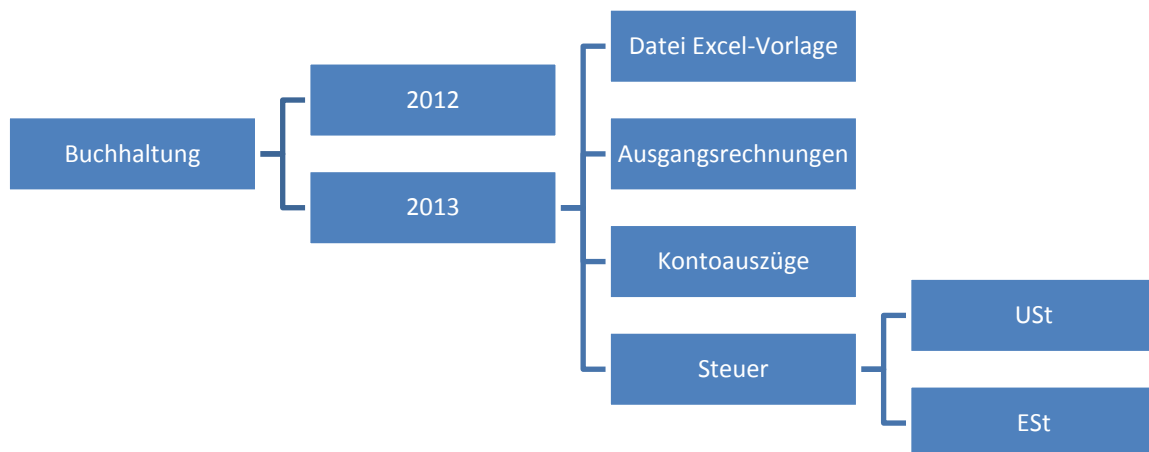 Buchhaltung
2012
2013
Datei Excel-Vorlage
Ausgangsrechnungen
Kontoauszüge
Steuer
USt
ESt